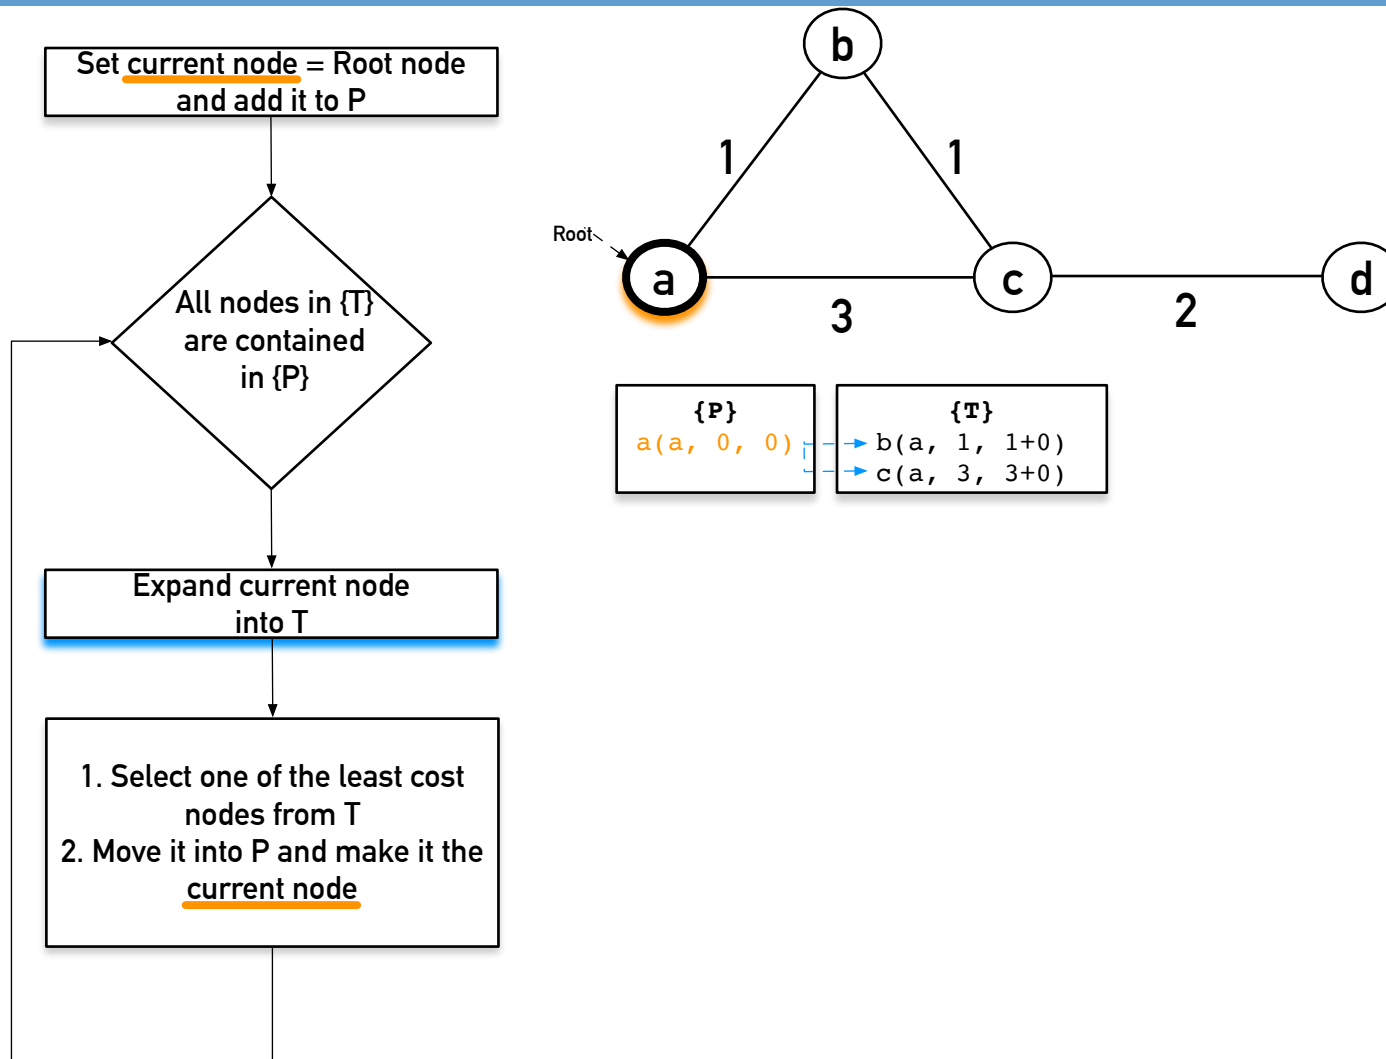 Set current node = Root node
and add it to P
All nodes in {T}
are contained
in {P}
Expand current node
into T
1. Select one of the least cost
nodes from T
2. Move it into P and make it the
current node
b
1
1
Root
a
c
d
3
2
{P}
a(a, 0, 0)
{T}
b(a, 1, 1+0)
c(a, 3, 3+0)